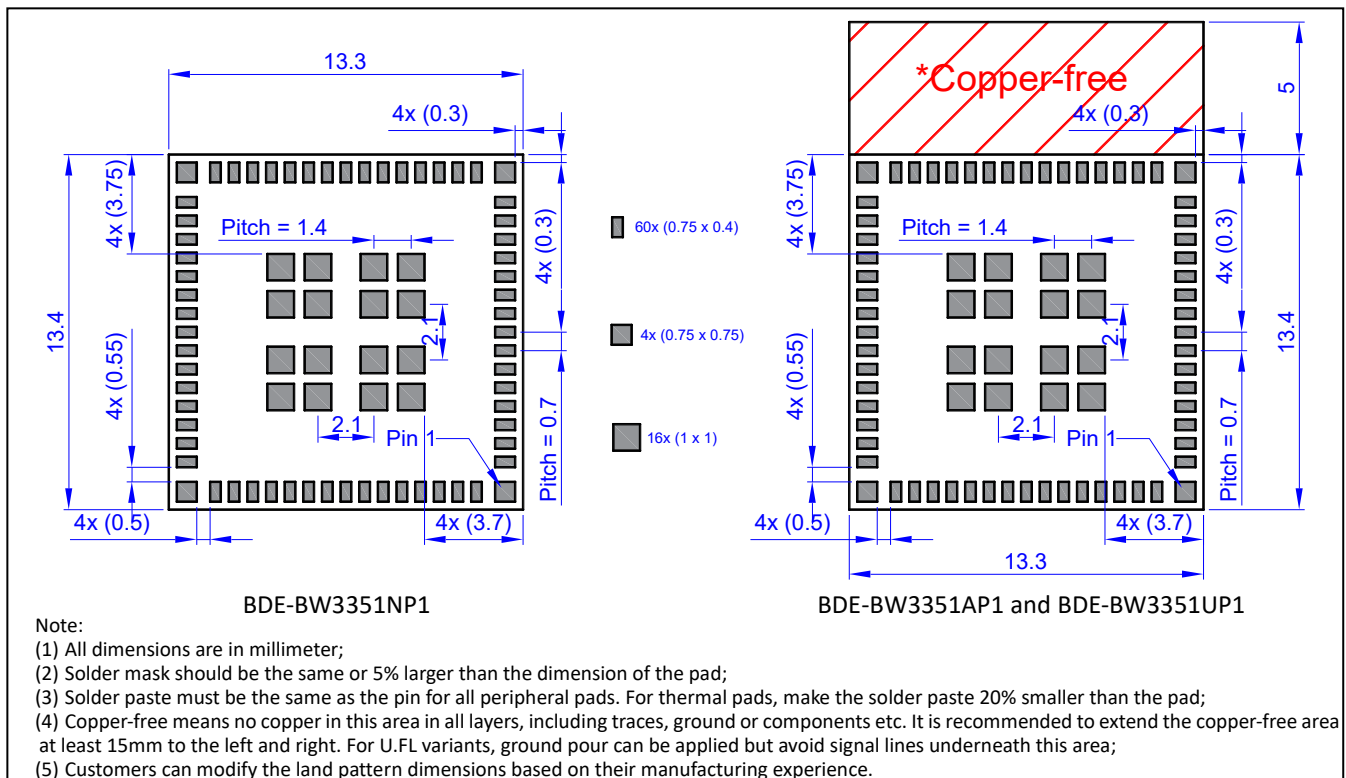 13.3
4x (0.3)
4x (3.75)
Pitch = 1.4
4x (0.3)
13.4
2.1
4x (0.55)
2.1
Pin 1
Pitch = 0.7
4x (0.5)
4x (3.7)
BDE-BW3351NP1
60x (0.75 x 0.4)
4x (0.75 x 0.75)
16x (1 x 1)
*Copper-free
5
4x (0.3)
4x (3.75)
Pitch = 1.4
4x (0.3)
2.1
13.4
4x (0.55)
2.1
Pin 1
Pitch = 0.7
4x (0.5)
4x (3.7)
13.3
BDE-BW3351AP1 and BDE-BW3351UP1
Note:
(1) All dimensions are in millimeter;
(2) Solder mask should be the same or 5% larger than the dimension of the pad;
(3) Solder paste must be the same as the pin for all peripheral pads. For thermal pads, make the solder paste 20% smaller than the pad;
(4) Copper-free means no copper in this area in all layers, including traces, ground or components etc. It is recommended to extend the copper-free area
at least 15mm to the left and right. For U.FL variants, ground pour can be applied but avoid signal lines underneath this area;
(5) Customers can modify the land pattern dimensions based on their manufacturing experience.